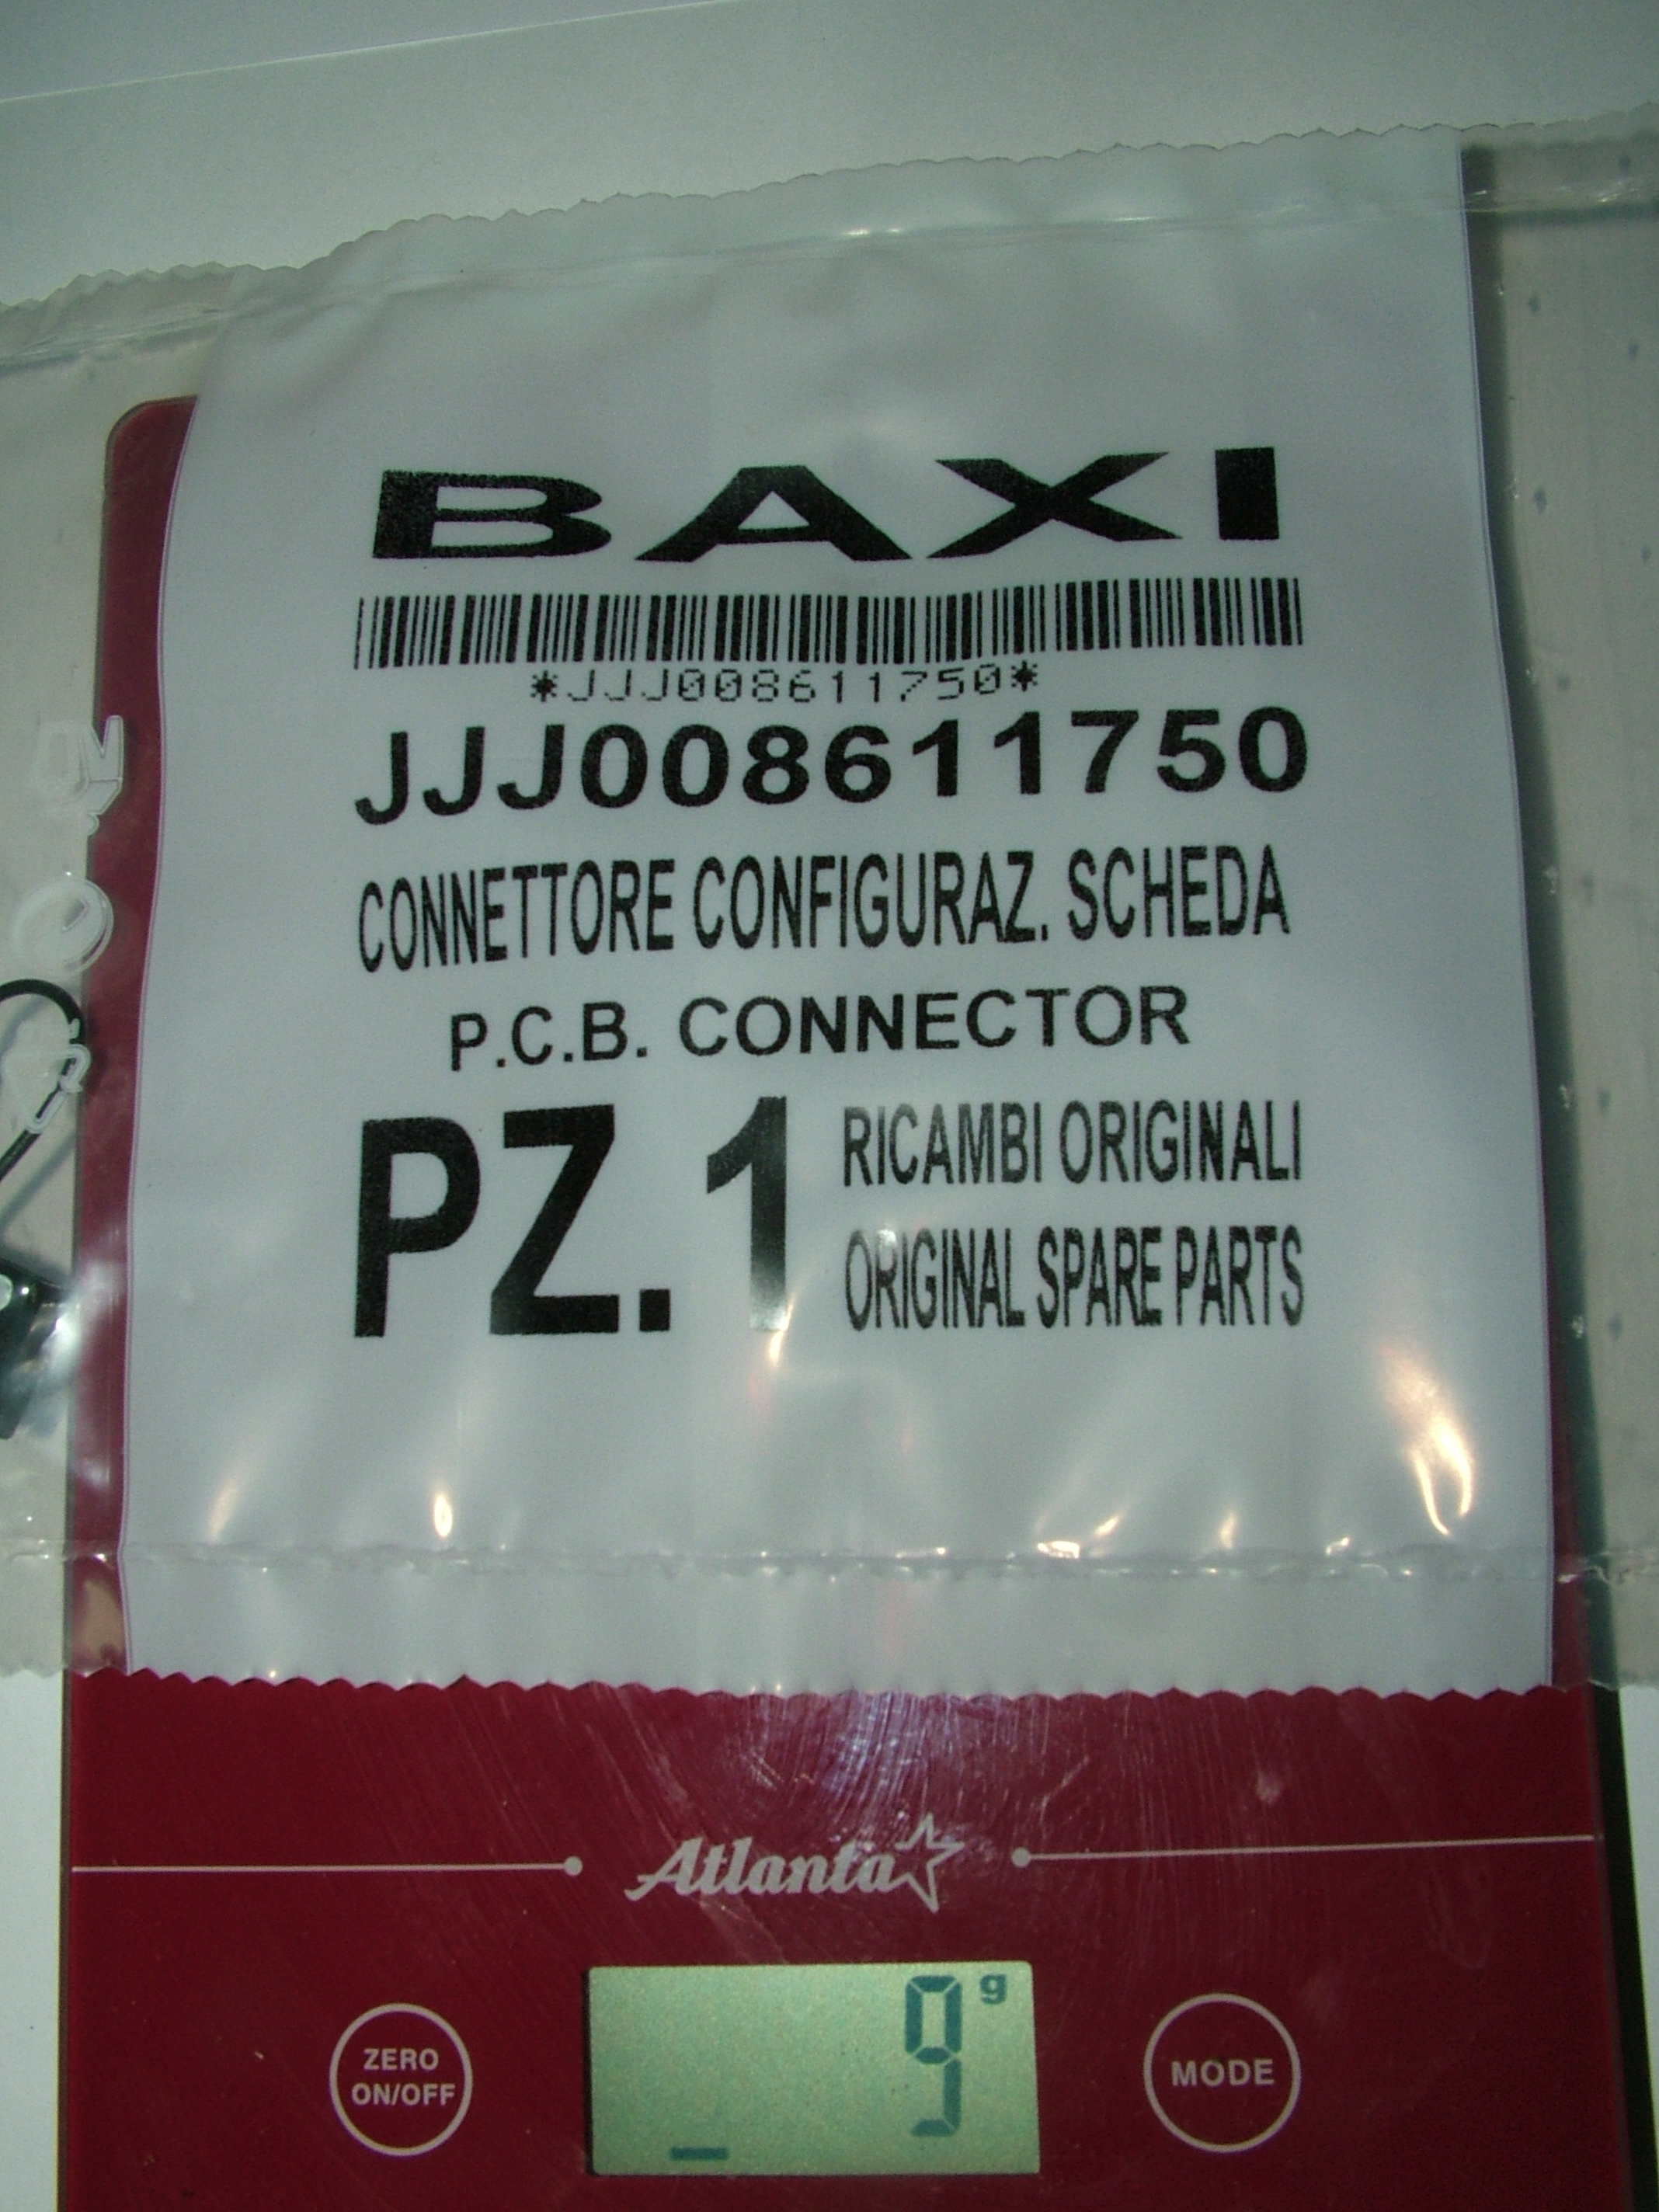 BAXI
*JJJ008611750*
JJJ008611750
CONNETTORE CONFIGURAZ. SCHEDA
P.C.B. CONNECTOR
PZ. 1
RICAMBI ORIGINALI
ORIGINAL SPARE PARTS
Atlanta
ZERO
ON/OFF
9 g
MODE